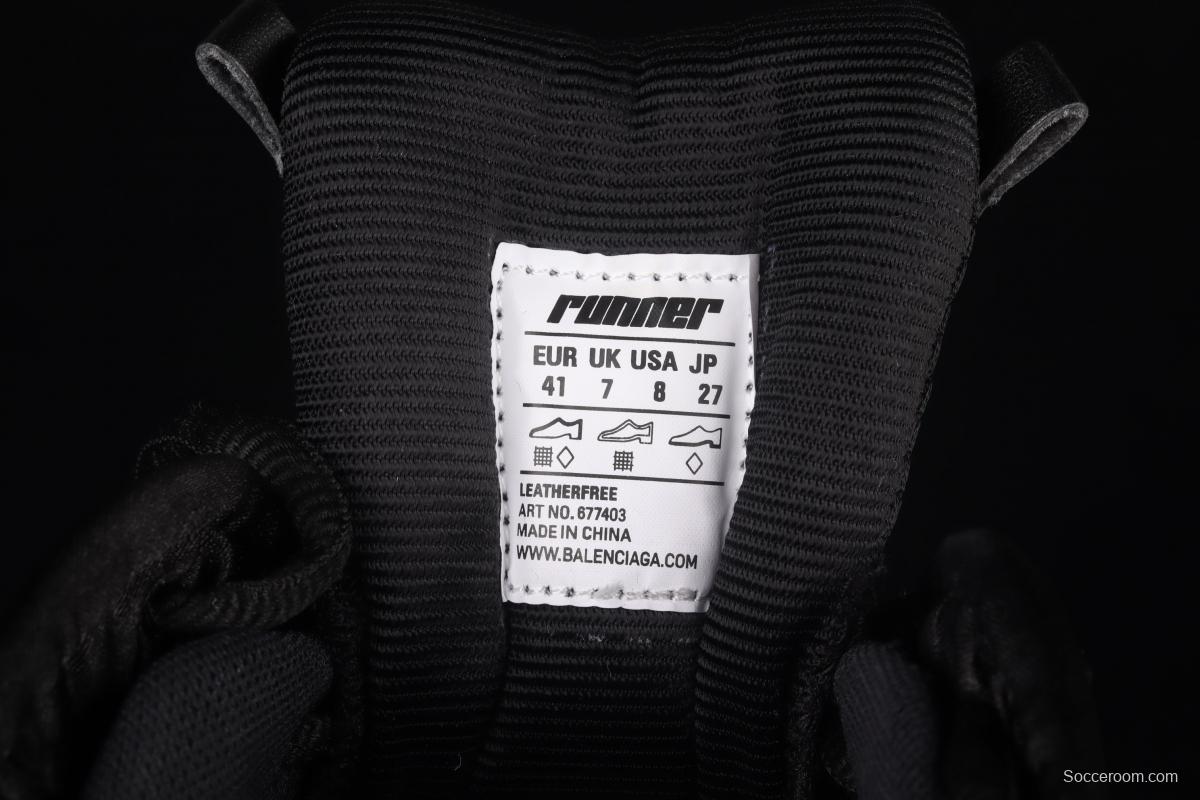 runner
EUR UK USA JP
41 7 8 27
LEATHERFREE
ART NO. 677403
MADE IN CHINA
WWW.BALENCIAGA.COM
Socceroom.com